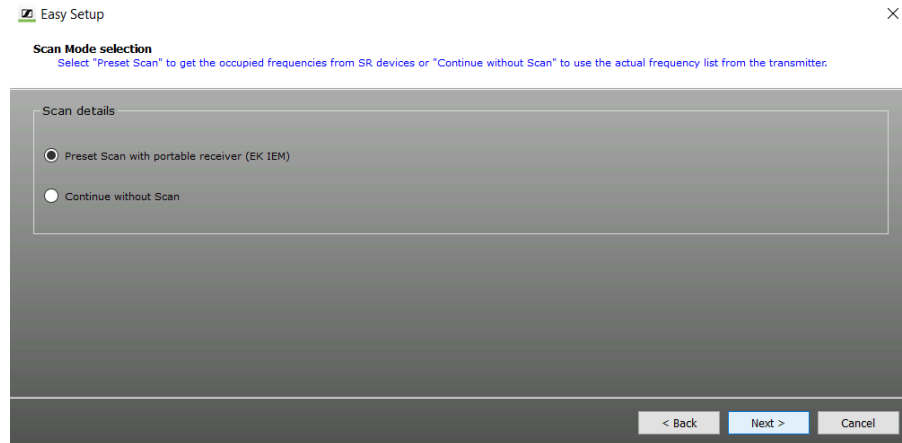 Easy Setup
Scan Mode selection
Select "Preset Scan" to get the occupied frequencies from SR devices or "Continue without Scan" to use the actual frequency list from the transmitter.
Scan details
Preset Scan with portable receiver (EK IEM)
Continue without Scan
< Back Next > Cancel